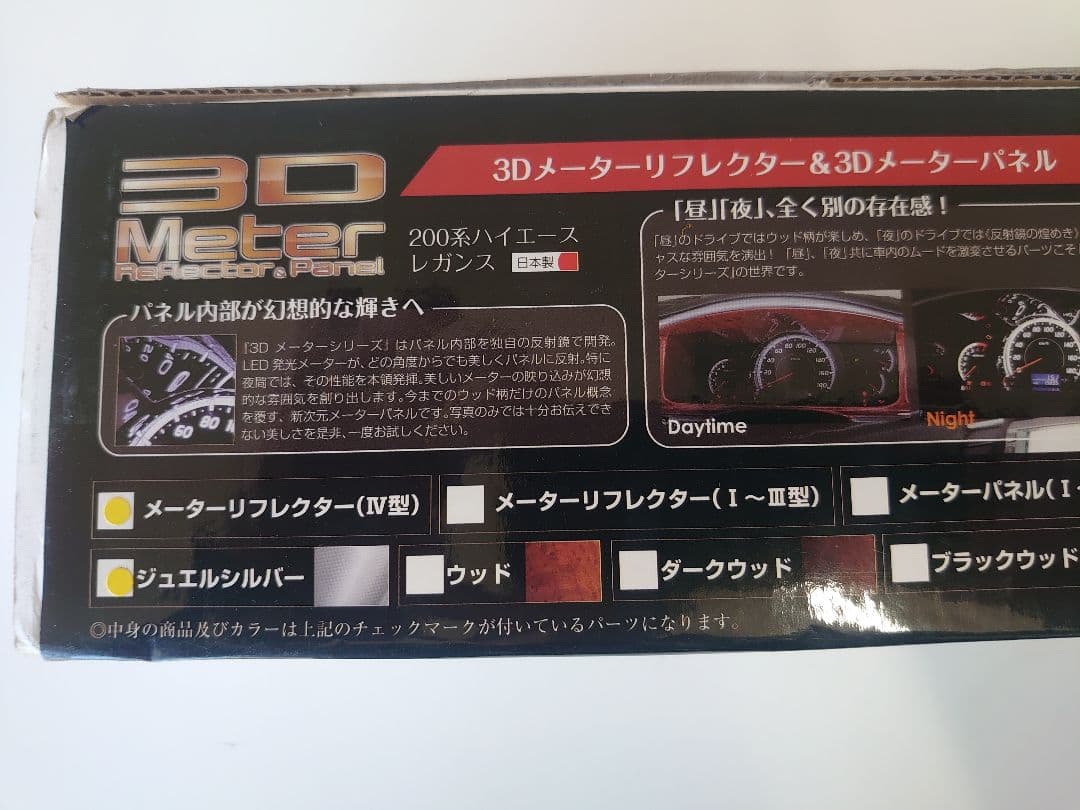 3Dメーターリフレクター＆3Dメーターパネル
3D
Meter
Reflector & Panel
200系ハイエース
レガンス 日本製
パネル内部が幻想的な輝きへ
『3D メーターシリーズ』はパネル内部を独自の反射鏡で開発。
LED 発光メーターが、どの角度からでも美しくパネルに反射。特に
夜間では、その性能を本領発揮。美しいメーターの映り込みが幻想
的な雰囲気を創り出します。今までのウッド柄だけのパネル概念
を覆す、新次元メーターパネルです。写真のみでは十分お伝えでき
ない美しさを是非、一度お試しください。
「昼」「夜」、全く別の存在感！
「昼」のドライブではウッド柄が楽しめ、「夜」のドライブでは《反射鏡の煌めき》
ャスな雰囲気を演出！「昼」、「夜」共に車内のムードを激変させるパーツこそ
ターシリーズ』の世界です。
Daytime
Night
メーターリフレクター(Ⅳ型)
メーターリフレクター(Ⅰ～Ⅲ型)
メーターパネル(Ⅰ
ジュエルシルバー
ウッド
ダークウッド
ブラックウッド
◎中身の商品及びカラーは上記のチェックマークが付いているパーツになります。